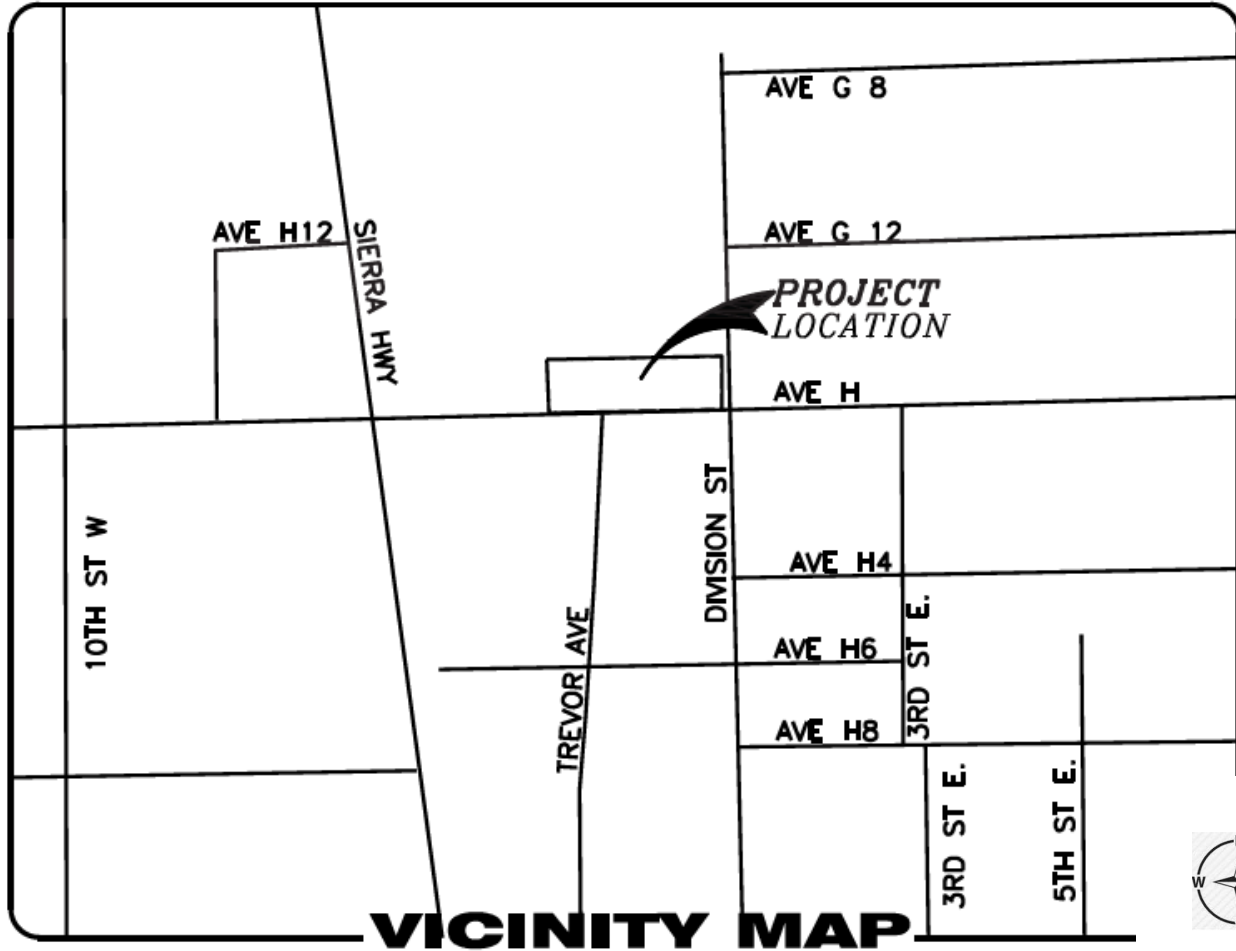 AVE G 8
AVE H12
SIERRA HWY
AVE G 12
PROJECT
LOCATION
AVE H
10TH ST W
DIVISION ST
AVE H4
TREVOR AVE
AVE H6
3RD ST E.
AVE H8
3RD ST E.
5TH ST E.
W
VICINITY MAP